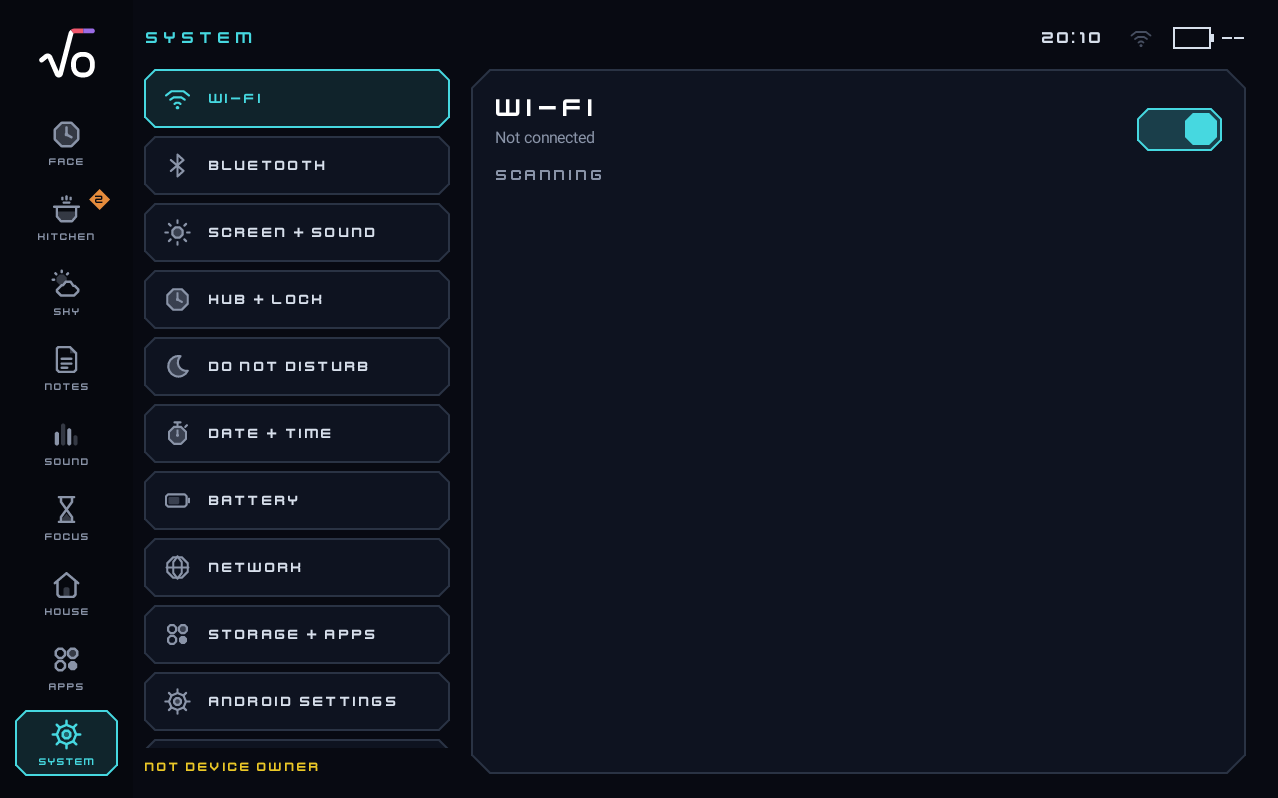 √o
SYSTEM
20:10
--
FACE
2
KITCHEN
SKY
NOTES
SOUND
FOCUS
HOUSE
APPS
SYSTEM
WI-FI
BLUETOOTH
SCREEN + SOUND
HUB + LOCK
DO NOT DISTURB
DATE + TIME
BATTERY
NETWORK
STORAGE + APPS
ANDROID SETTINGS
NOT DEVICE OWNER
WI-FI
Not connected
SCANNING